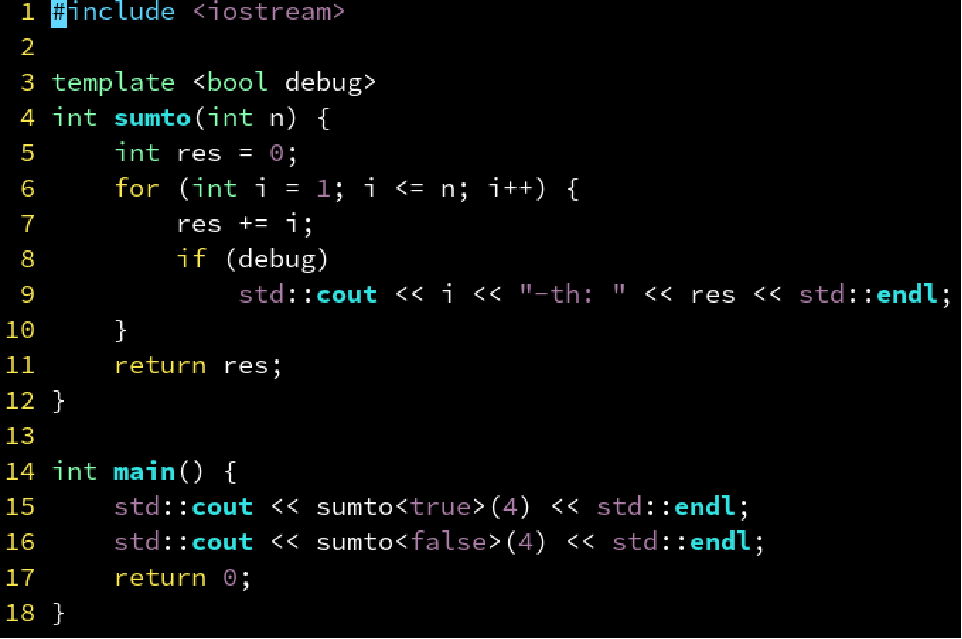 1 #include <iostream>
2
3 template <bool debug>
4 int sumto(int n) {
5     int res = 0;
6     for (int i = 1; i <= n; i++) {
7         res += i;
8         if (debug)
9             std::cout << i << "-th: " << res << std::endl;
10     }
11     return res;
12 }
13
14 int main() {
15     std::cout << sumto<true>(4) << std::endl;
16     std::cout << sumto<false>(4) << std::endl;
17     return 0;
18 }